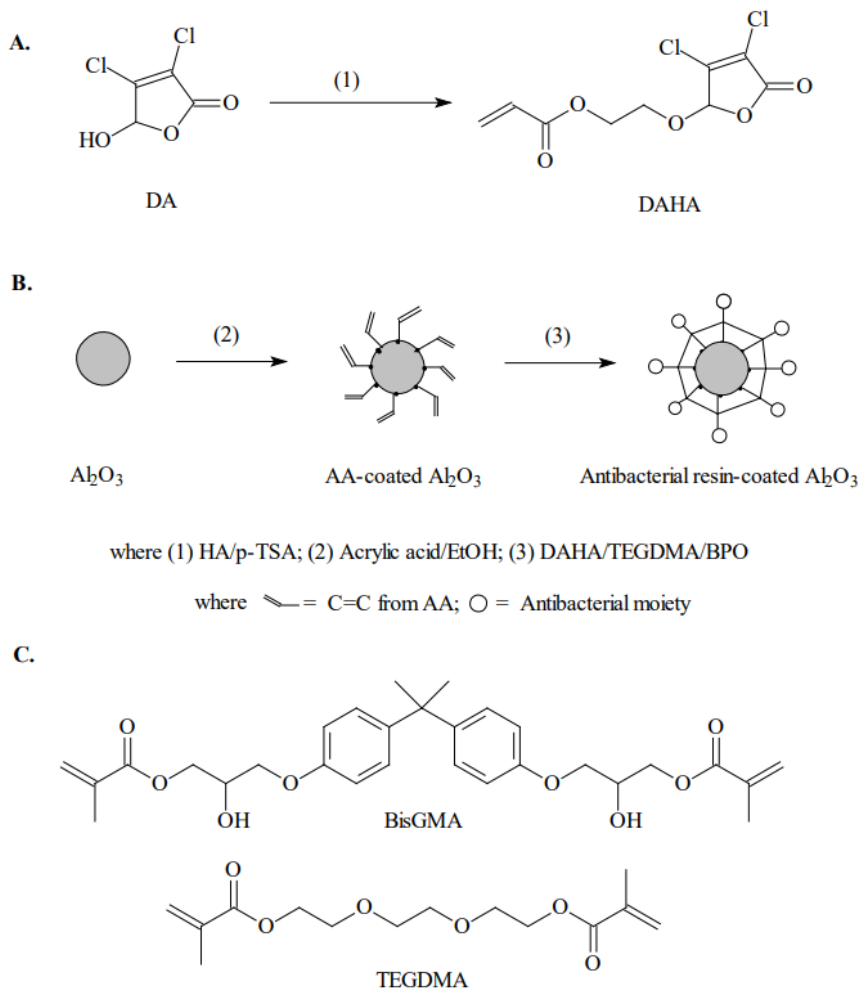 A.
Cl
Cl
(1)
HO
O
O
O
O
O
Cl
Cl
O
O
DA
DAHA
B.
(2)
(3)
Al₂O₃
AA-coated Al₂O₃
Antibacterial resin-coated Al₂O₃
where (1) HA/p-TSA; (2) Acrylic acid/EtOH; (3) DAHA/TEGDMA/BPO
where = C=C from AA; = Antibacterial moiety
C.
O
O
OH
O
O
OH
O
O
BisGMA
O
O
O
O
O
O
TEGDMA